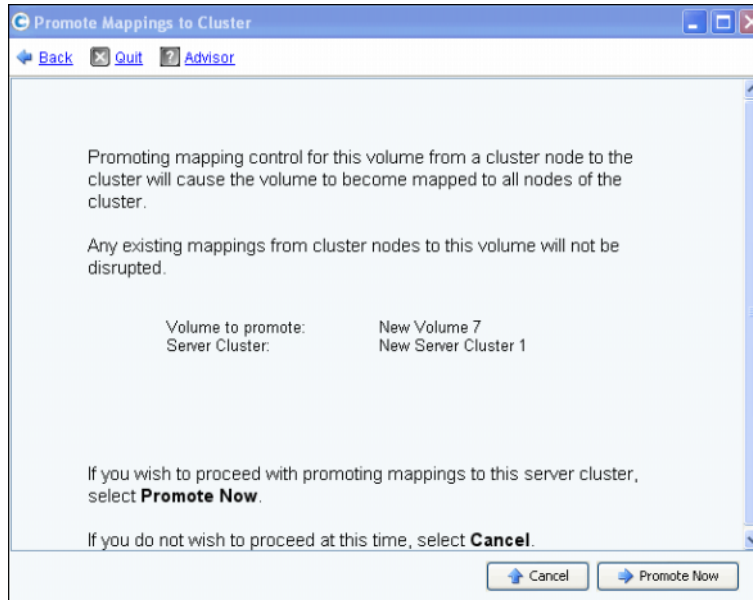 Promote Mappings to Cluster
Back Quit Advisor
Promoting mapping control for this volume from a cluster node to the
cluster will cause the volume to become mapped to all nodes of the
cluster.
Any existing mappings from cluster nodes to this volume will not be
disrupted.
Volume to promote: New Volume 7
Server Cluster: New Server Cluster 1
If you wish to proceed with promoting mappings to this server cluster,
select Promote Now.
If you do not wish to proceed at this time, select Cancel.
Cancel Promote Now